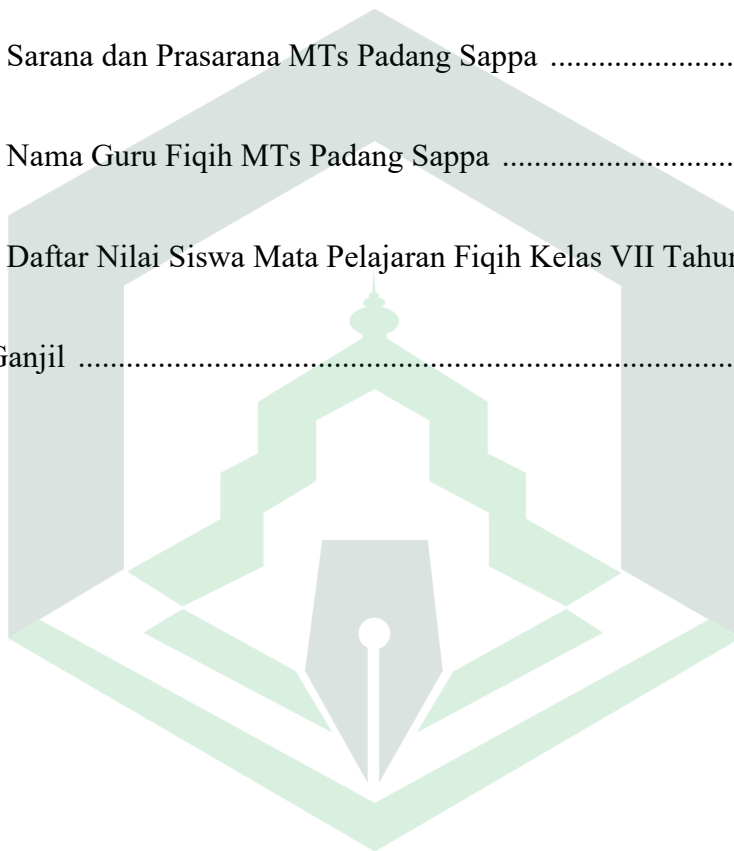 Sarana dan Prasarana MTs Padang Sappa .......................
Nama Guru Fiqih MTs Padang Sappa .............................
Daftar Nilai Siswa Mata Pelajaran Fiqih Kelas VII
Ganjil ...................................................................................